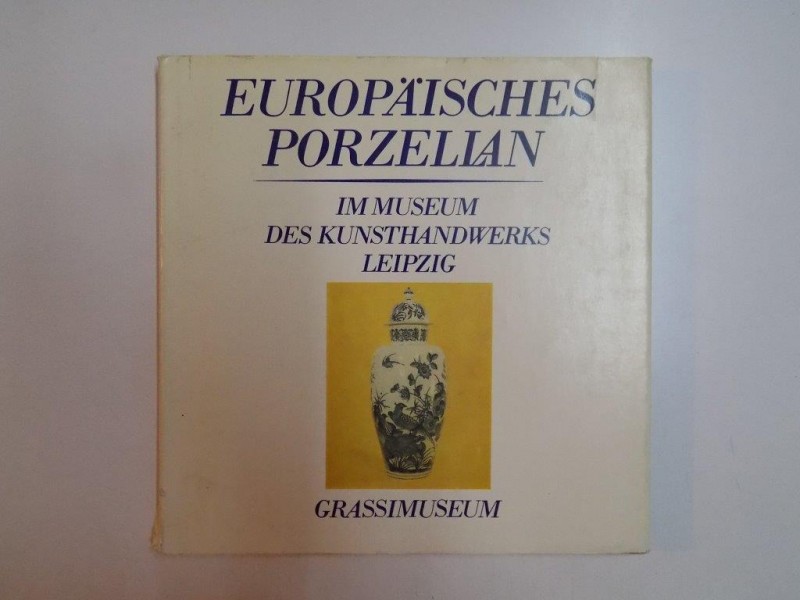 EUROPÄISCHES
PORZELLAN
IM MUSEUM
DES KUNSTHANDWERKS
LEIPZIG
GRASSIMUSEUM